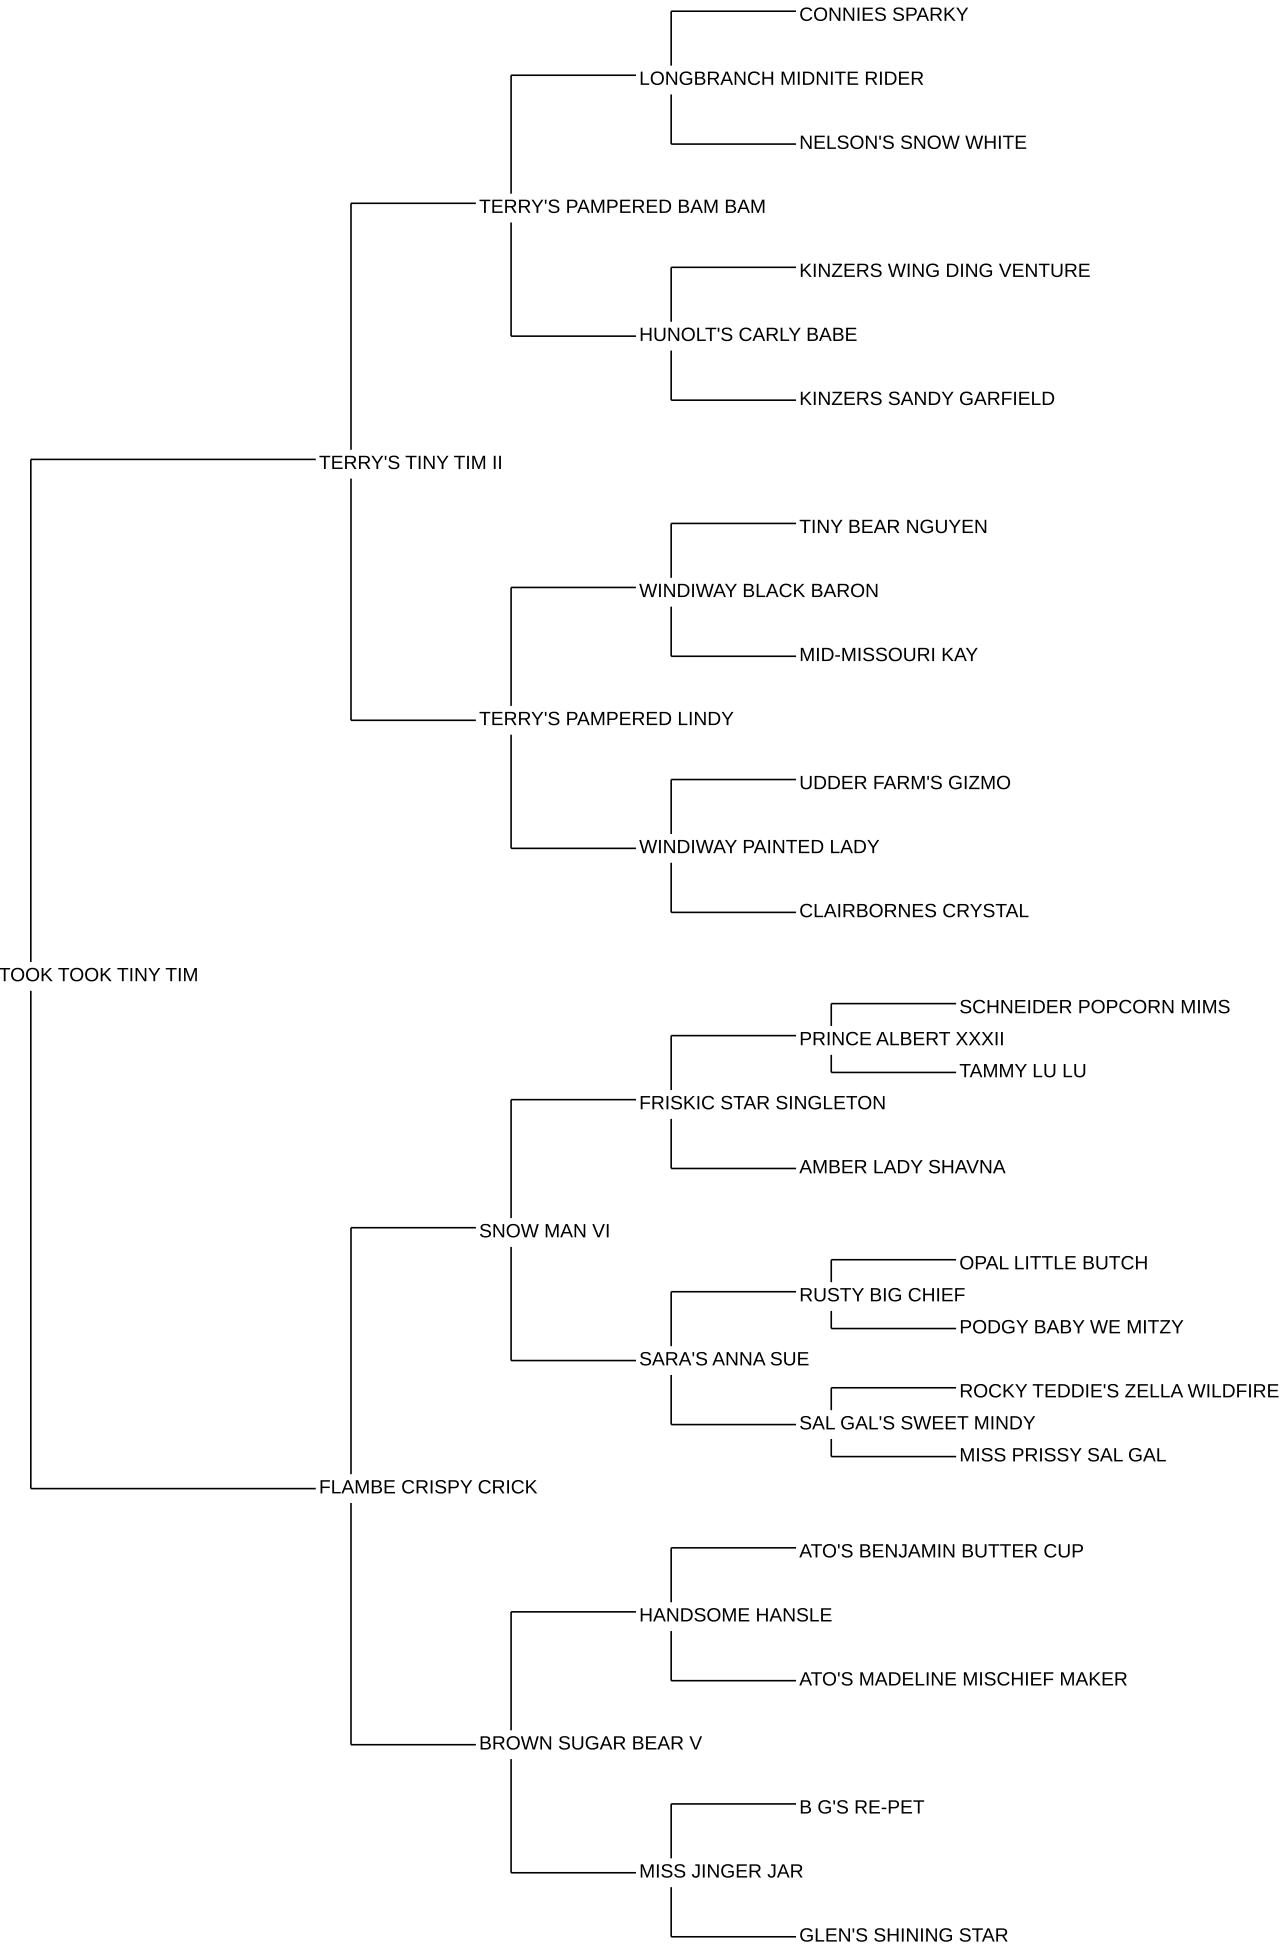 CONNIES SPARKY
LONGBRANCH MIDNITE RIDER
NELSON'S SNOW WHITE
TERRY'S PAMPERED BAM BAM
KINZERS WING DING VENTURE
HUNOLT'S CARLY BABE
KINZERS SANDY GARFIELD
TERRY'S TINY TIM II
TINY BEAR NGUYEN
WINDIWAY BLACK BARON
MID-MISSOURI KAY
TERRY'S PAMPERED LINDY
UDDER FARM'S GIZMO
WINDIWAY PAINTED LADY
CLAIRBORNES CRYSTAL
TOOK TOOK TINY TIM
SCHNEIDER POPCORN MIMS
PRINCE ALBERT XXXII
TAMMY LU LU
FRISKIC STAR SINGLETON
AMBER LADY SHAVNA
SNOW MAN VI
OPAL LITTLE BUTCH
RUSTY BIG CHIEF
PODGY BABY WE MITZY
SARA'S ANNA SUE
ROCKY TEDDIE'S ZELLA WILDFIRE
SAL GAL'S SWEET MINDY
MISS PRISSY SAL GAL
FLAMBE CRISPY CRICK
ATO'S BENJAMIN BUTTER CUP
HANDSOME HANSLE
ATO'S MADELINE MISCHIEF MAKER
BROWN SUGAR BEAR V
B G'S RE-PET
MISS JINGER JAR
GLEN'S SHINING STAR